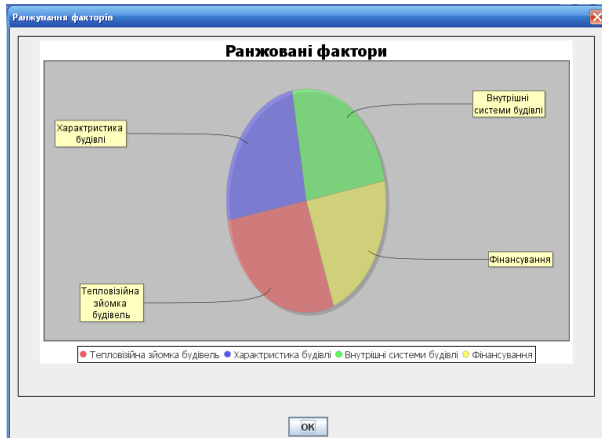 Ранжування факторів
Ранжовані фактори
Внутрішні
системи будівлі
Характристика
будівлі
Фінансування
Тепловізійна
зйомка
будівель
Тепловізійна зйомка будівель Характристика будівлі Внутрішні системи будівлі Фінансування
ОК